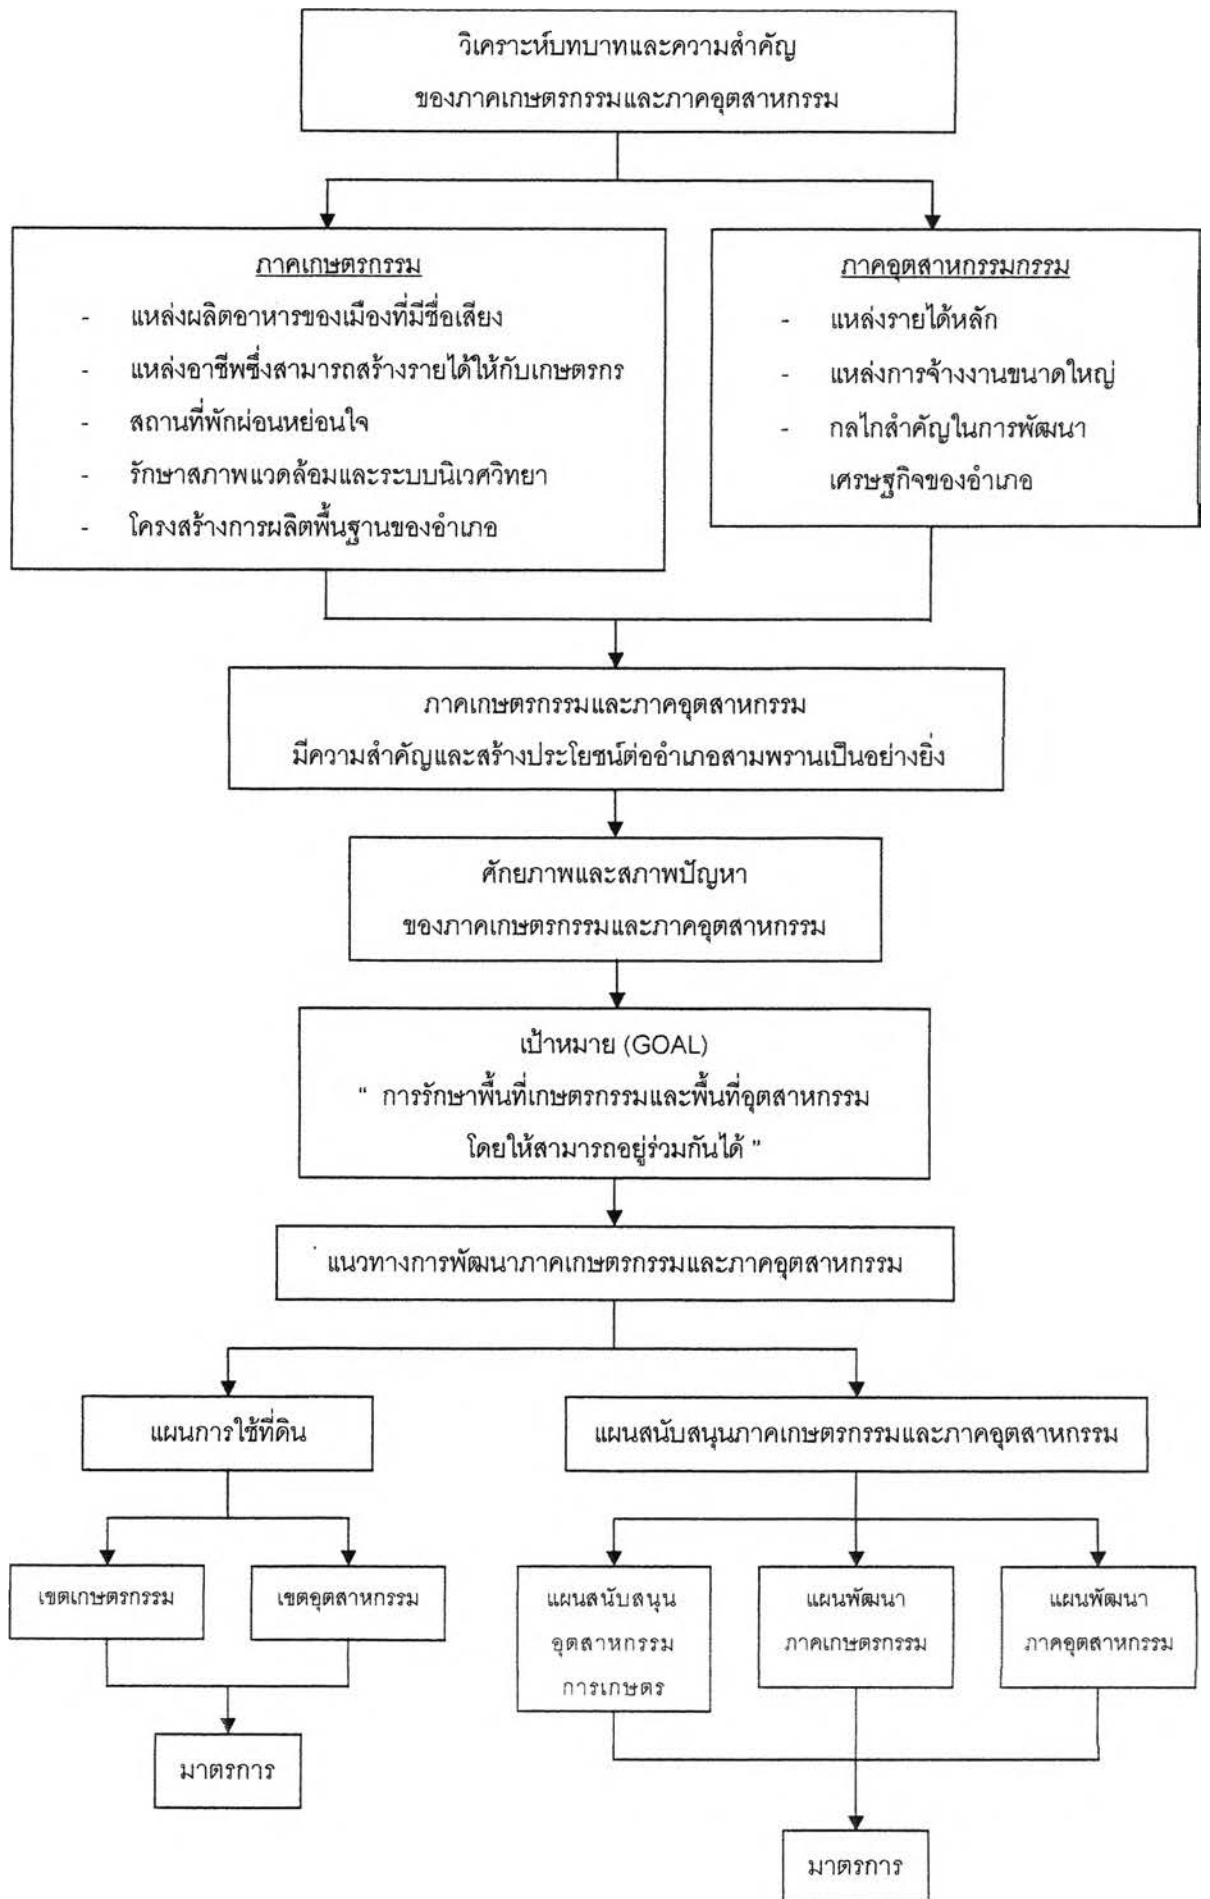 วิเคราะห์บทบาทและความสำคัญ
ของภาคเกษตรกรรมและภาคอุตสาหกรรม
ภาคเกษตรกรรม
- แหล่งผลิตอาหารของเมืองที่มีชื่อเสียง
- แหล่งอาชีพซึ่งสามารถสร้างรายได้ให้กับเกษตรกร
- สถานที่พักผ่อนหย่อนใจ
- รักษาสภาพแวดล้อมและระบบนิเวศวิทยา
- โครงสร้างการผลิตพื้นฐานของอำเภอ
ภาคอุตสาหกรรมกรรม
- แหล่งรายได้หลัก
- แหล่งการจ้างงานขนาดใหญ่
- กลไกสำคัญในการพัฒนา
เศรษฐกิจของอำเภอ
ภาคเกษตรกรรมและภาคอุตสาหกรรม
มีความสำคัญและสร้างประโยชน์ต่ออำเภอสามพรานเป็นอย่างยิ่ง
ศักยภาพและสภาพปัญหา
ของภาคเกษตรกรรมและภาคอุตสาหกรรม
เป้าหมาย (GOAL)
“ การรักษาพื้นที่เกษตรกรรมและพื้นที่อุตสาหกรรม
โดยให้สามารถอยู่ร่วมกันได้ ”
แนวทางการพัฒนาภาคเกษตรกรรมและภาคอุตสาหกรรม
แผนการใช้ที่ดิน
แผนสนับสนุนภาคเกษตรกรรมและภาคอุตสาหกรรม
เขตเกษตรกรรม
เขตอุตสาหกรรม
แผนสนับสนุน
อุตสาหกรรม
การเกษตร
แผนพัฒนา
ภาคเกษตรกรรม
แผนพัฒนา
ภาคอุตสาหกรรม
มาตรการ
มาตรการ